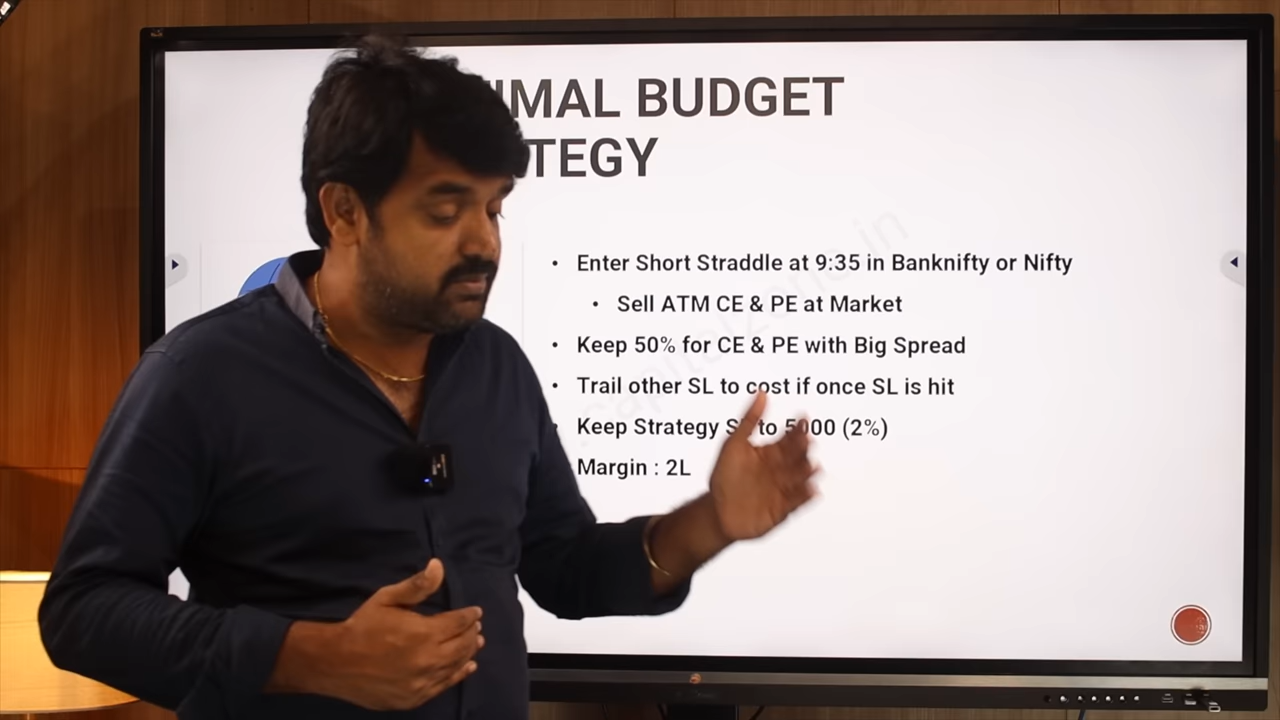 IMAL BUDGET
TEGY
• Enter Short Straddle at 9:35 in Banknifty or Nifty
• Sell ATM CE & PE at Market
• Keep 50% for CE & PE with Big Spread
• Trail other SL to cost if once SL is hit
Keep Strategy S to 5000 (2%)
Margin : 2L